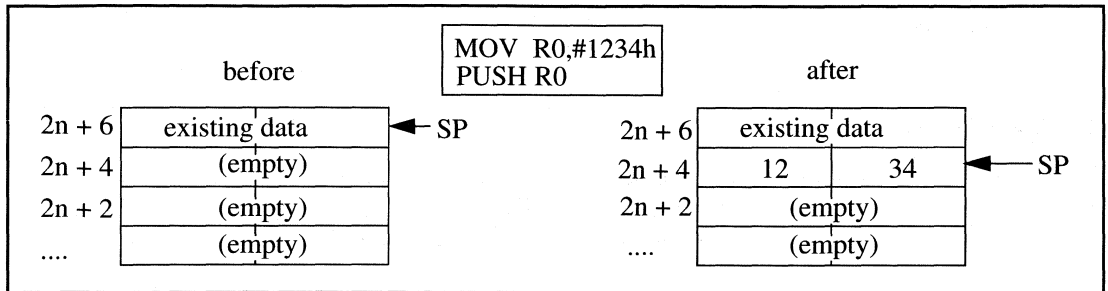 MOV R0,#1234h
PUSH R0
before
2n + 6 existing data SP
2n + 4 (empty)
2n + 2 (empty)
.... (empty)
after
2n + 6 existing data
2n + 4 12 34 SP
2n + 2 (empty)
.... (empty)